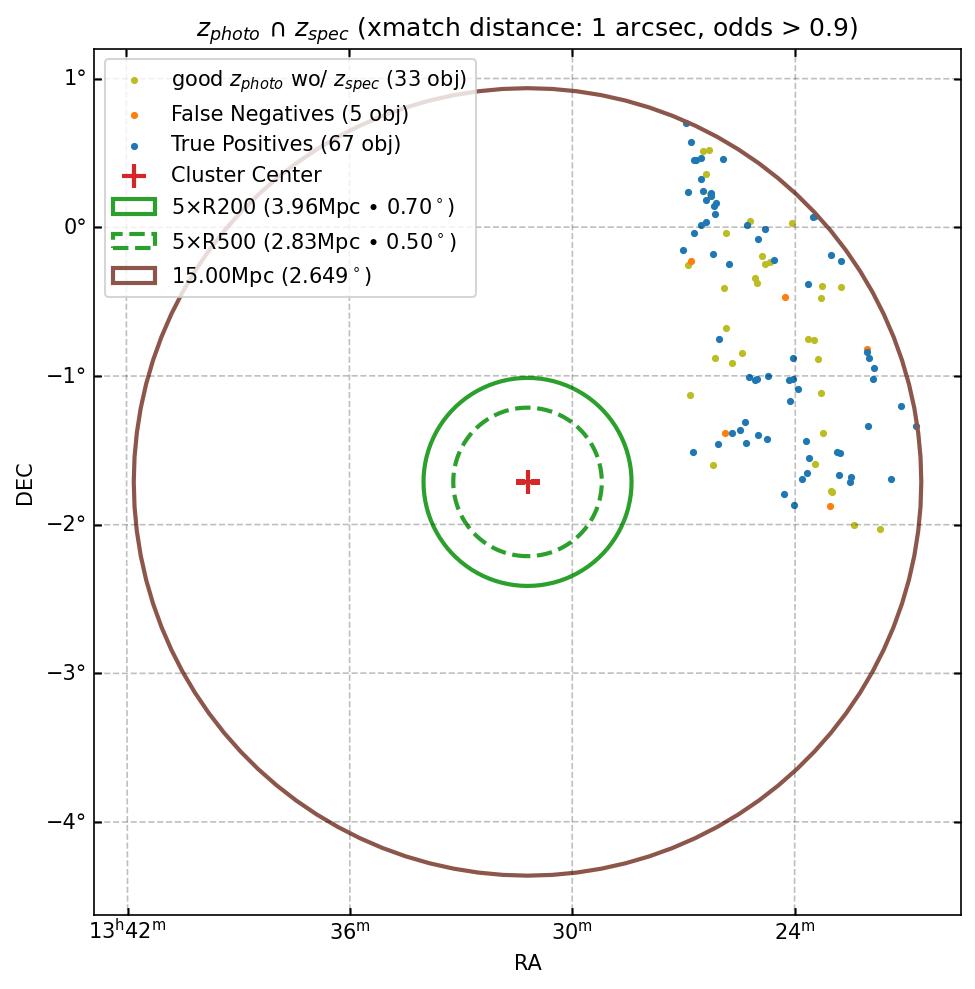 z_photo ∩ z_spec (xmatch distance: 1 arcsec, odds > 0.9)
good z_photo wo/ z_spec (33 obj)
False Negatives (5 obj)
True Positives (67 obj)
Cluster Center
5×R200 (3.96Mpc • 0.70°)
5×R500 (2.83Mpc • 0.50°)
15.00Mpc (2.649°)
1°
0°
−1°
−2°
−3°
−4°
DEC
13h42m 36m 30m 24m
RA